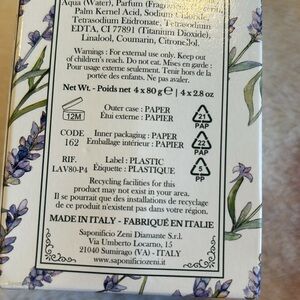 Aqua (Water), Parfum (Fragrance), Glycerin,
Palm Kernel Acid, Sodium Chloride,
Tetrasodium Etidronate, Tetrasodium
EDTA, CI 77891 (Titanium Dioxide),
Linalool, Coumarin, Citronellol.
Warnings : For external use only. Keep out
of children's reach. Do not eat. Mises en garde :
Pour usage externe seulement. Tenir hors de la
portée des enfants. Ne pas avaler.
Net Wt. - Poids net 4 x 80 g ℮ | 4 x 2.8 oz
12M
Outer case : PAPER
Étui externe : PAPIER
21
PAP
CODE
162
Inner packaging : PAPER
Emballage intérieur : PAPIER
22
PAP
RIF.
LAV80-P4
Label : PLASTIC
Étiquette : PLASTIQUE
5
PP
Recycling facilities for this
product may not exist in your area.
Il se pourrait que des installations de recyclage
de ce produit n'existent pas dans votre région.
MADE IN ITALY - FABRIQUÉ EN ITALIE
Saponificio Zeni Diamante S.r.l.
Via Umberto Locarno, 15
21040 Sumirago (VA) - ITALY
www.saponificiozeni.it